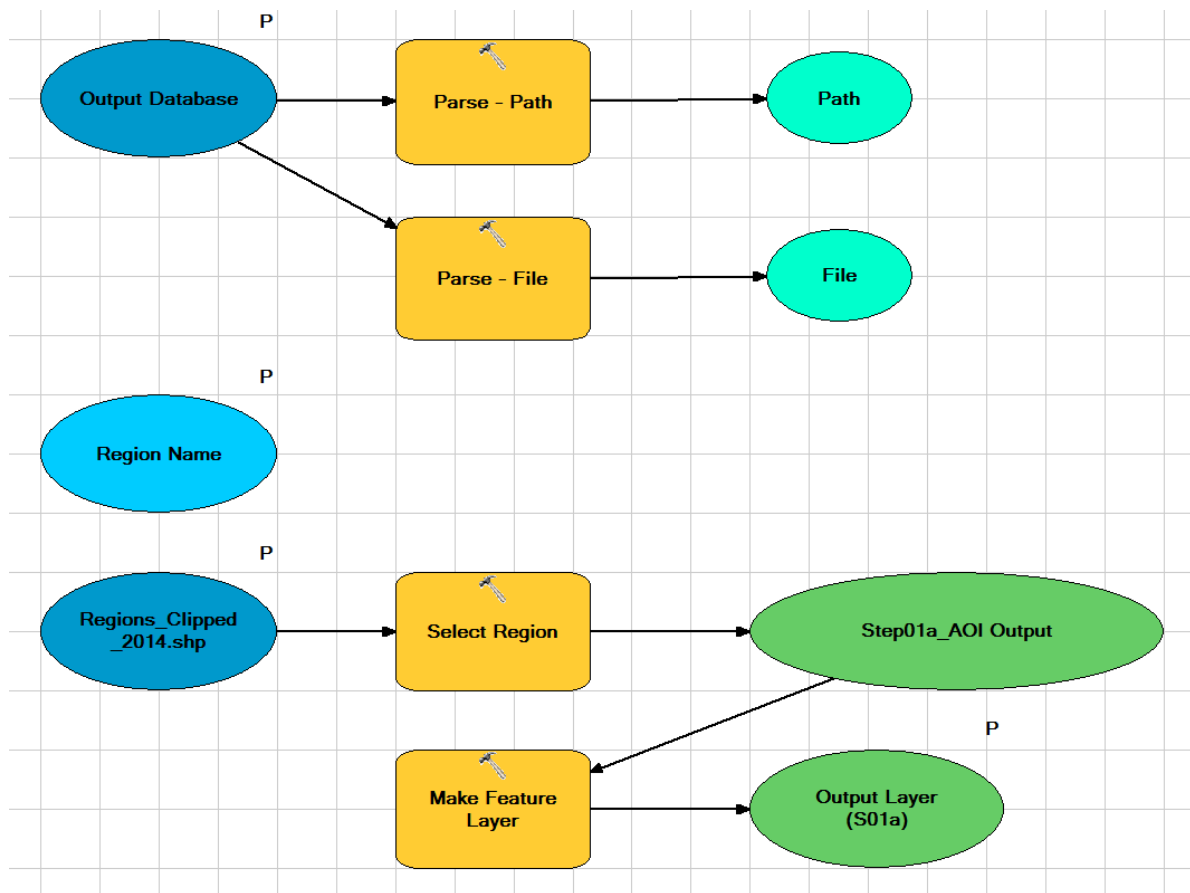 P
Output Database
Parse - Path
Path
Parse - File
File
P
Region Name
P
Regions_Clipped
_2014.shp
Select Region
Step01a_AOI Output
P
Make Feature
Layer
Output Layer
(S01a)